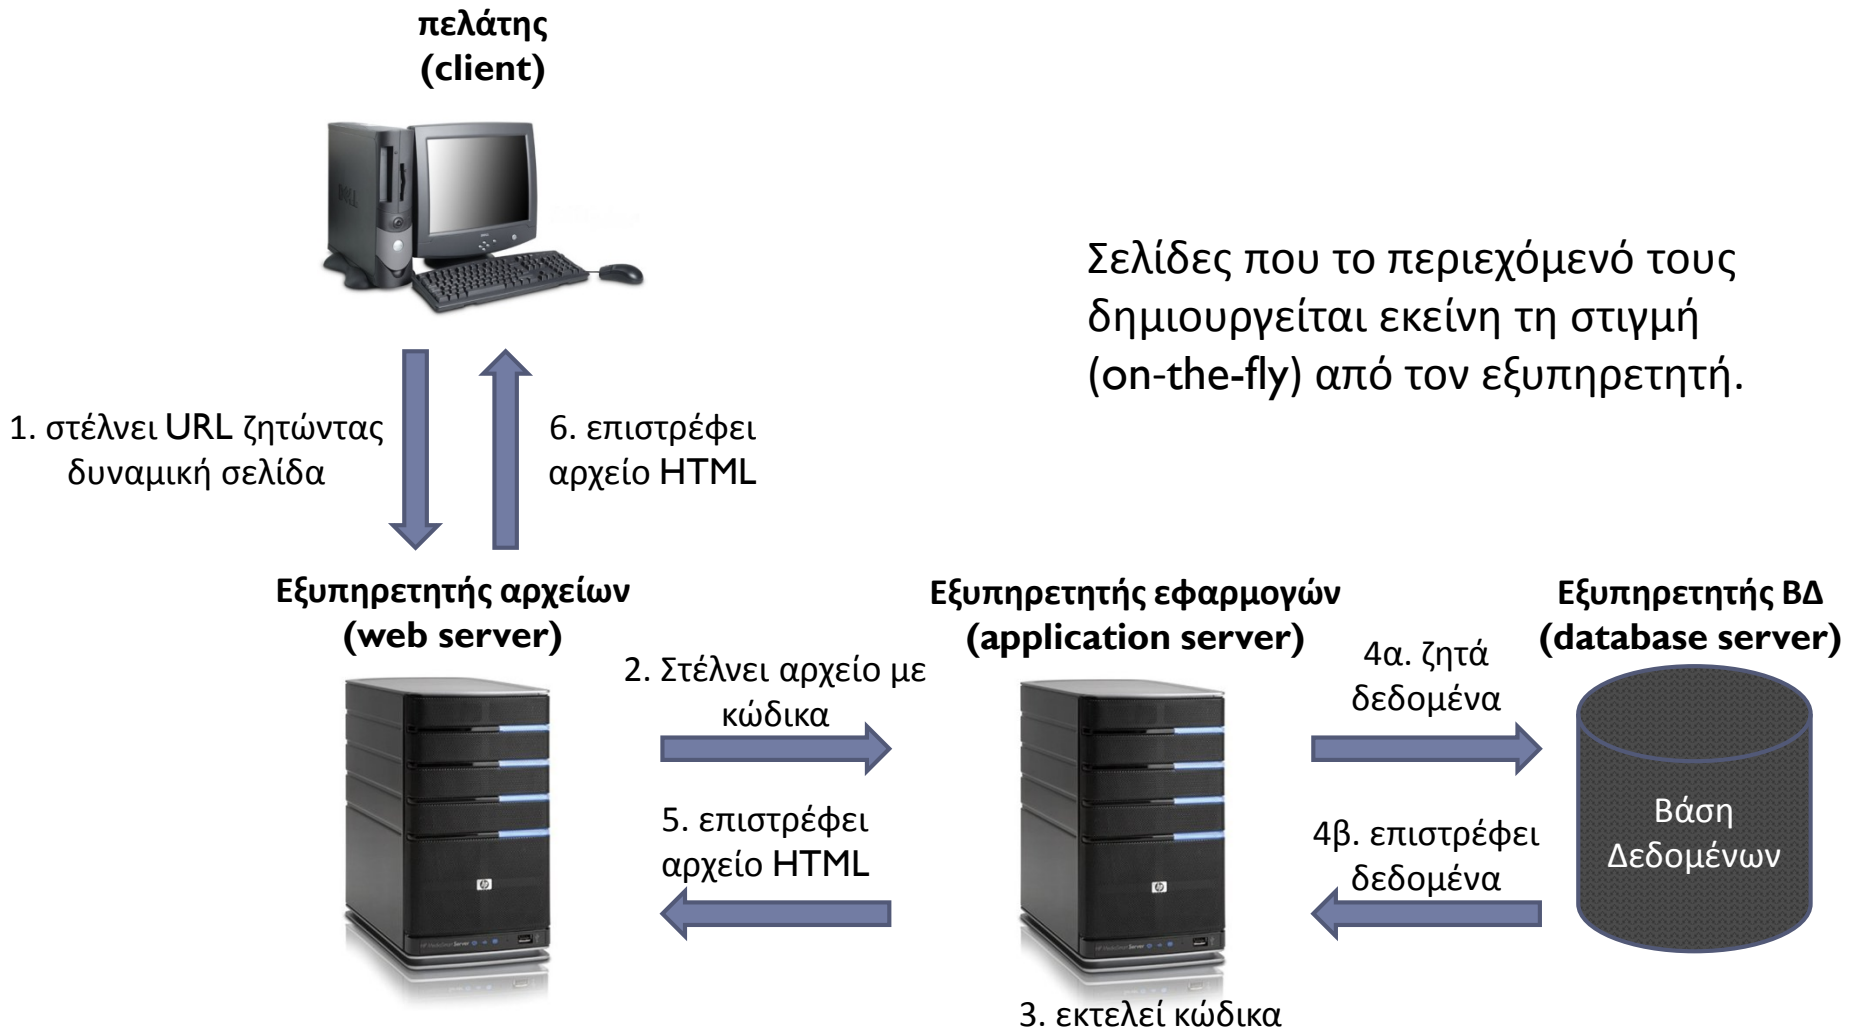 πελάτης
(client)
Σελίδες που το περιεχόμενό τους
δημιουργείται εκείνη τη στιγμή
(on-the-fly) από τον εξυπηρετητή.
1. στέλνει URL ζητώντας
δυναμική σελίδα
6. επιστρέφει
αρχείο HTML
Εξυπηρετητής αρχείων
(web server)
Εξυπηρετητής εφαρμογών
(application server)
Εξυπηρετητής ΒΔ
(database server)
2. Στέλνει αρχείο με
κώδικα
4α. ζητά
δεδομένα
5. επιστρέφει
αρχείο HTML
4β. επιστρέφει
δεδομένα
Βάση
Δεδομένων
3. εκτελεί κώδικα